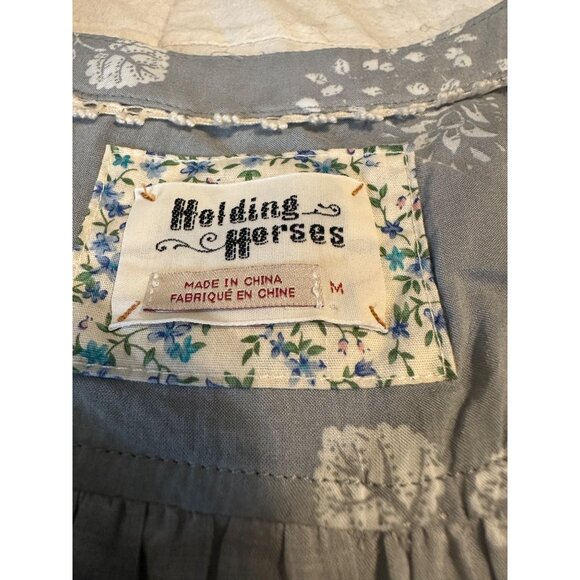 Holding
Horses
MADE IN CHINA
FABRIQUÉ EN CHINE
M